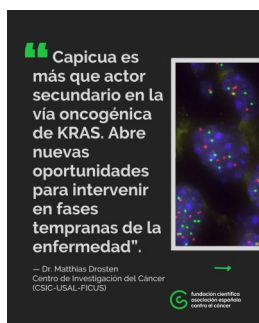 “ Capicua es
más que actor
secundario en la
vía oncogénica
de KRAS. Abre
nuevas
oportunidades
para intervenir
en fases
tempranas de la
enfermedad”.
— Dr. Matthias Drosten
Centro de Investigación del Cáncer
(CSIC-USAL-FICUS)
fundación científica
asociación española
contra el cáncer